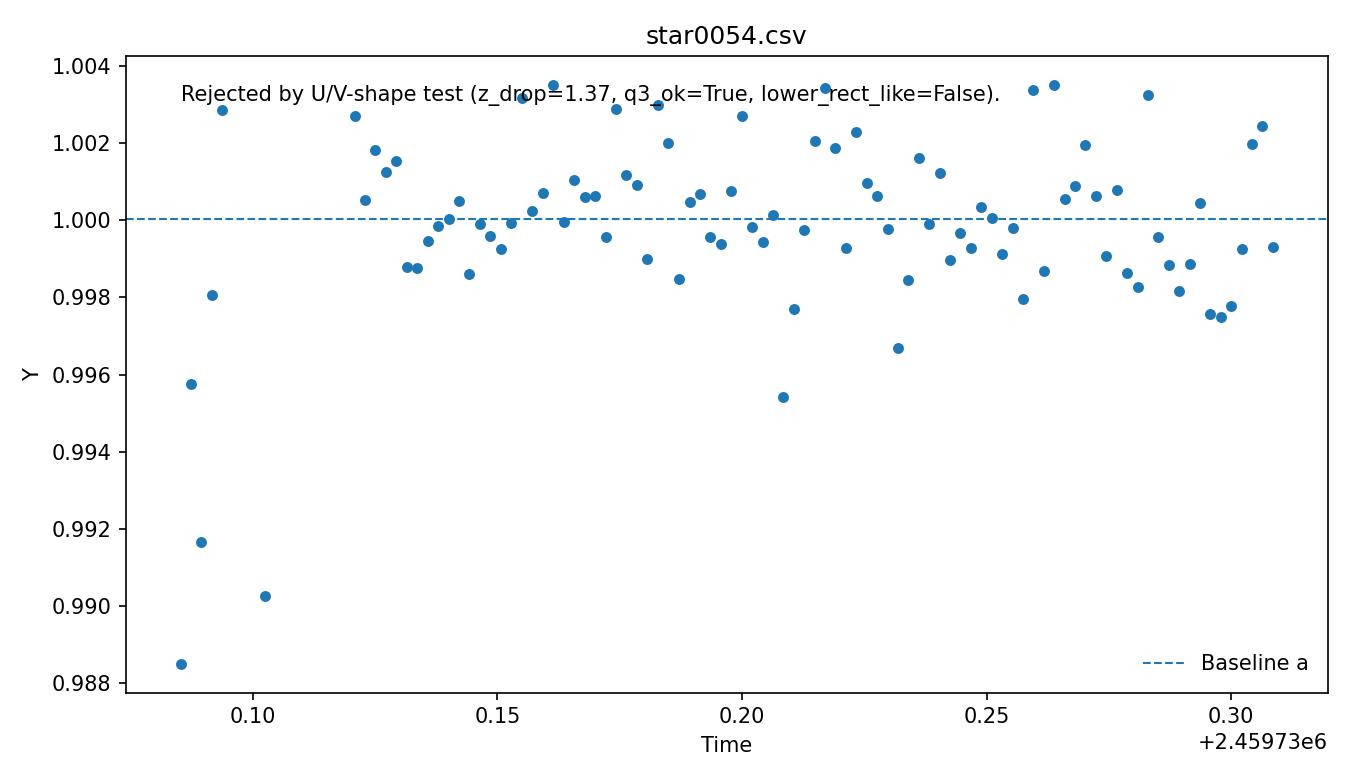 star0054.csv
1.004
Rejected by U/V-shape test (z_drop=1.37, q3_ok=True, lower_rect_like=False).
1.002
1.000
0.998
0.996
Y
0.994
0.992
0.990
Baseline a
0.988
0.10 0.15 0.20 0.25 0.30
Time
+2.45973e6